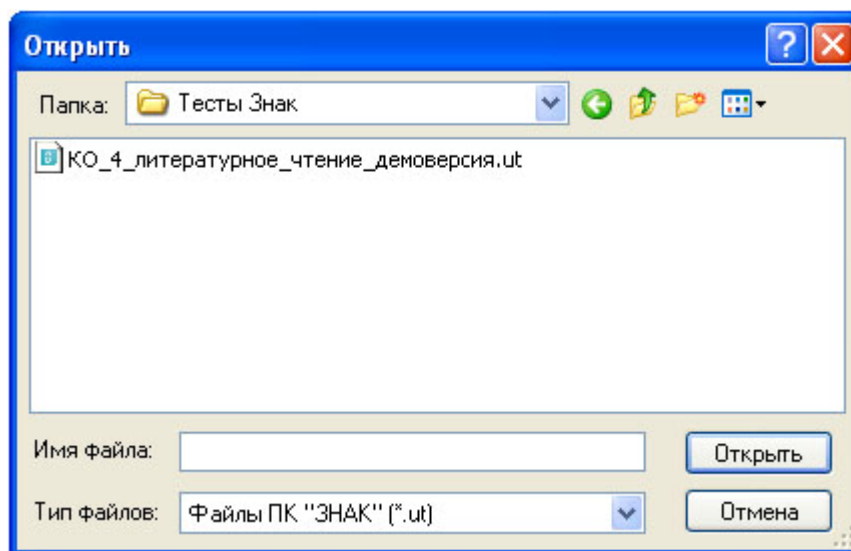 Открыть
Папка: Тесты Знак
КО_4_литературное_чтение_демоверсия.ut
Имя файла: Открыть
Тип файлов: Файлы ПК "ЗНАК" (*.ut) Отмена